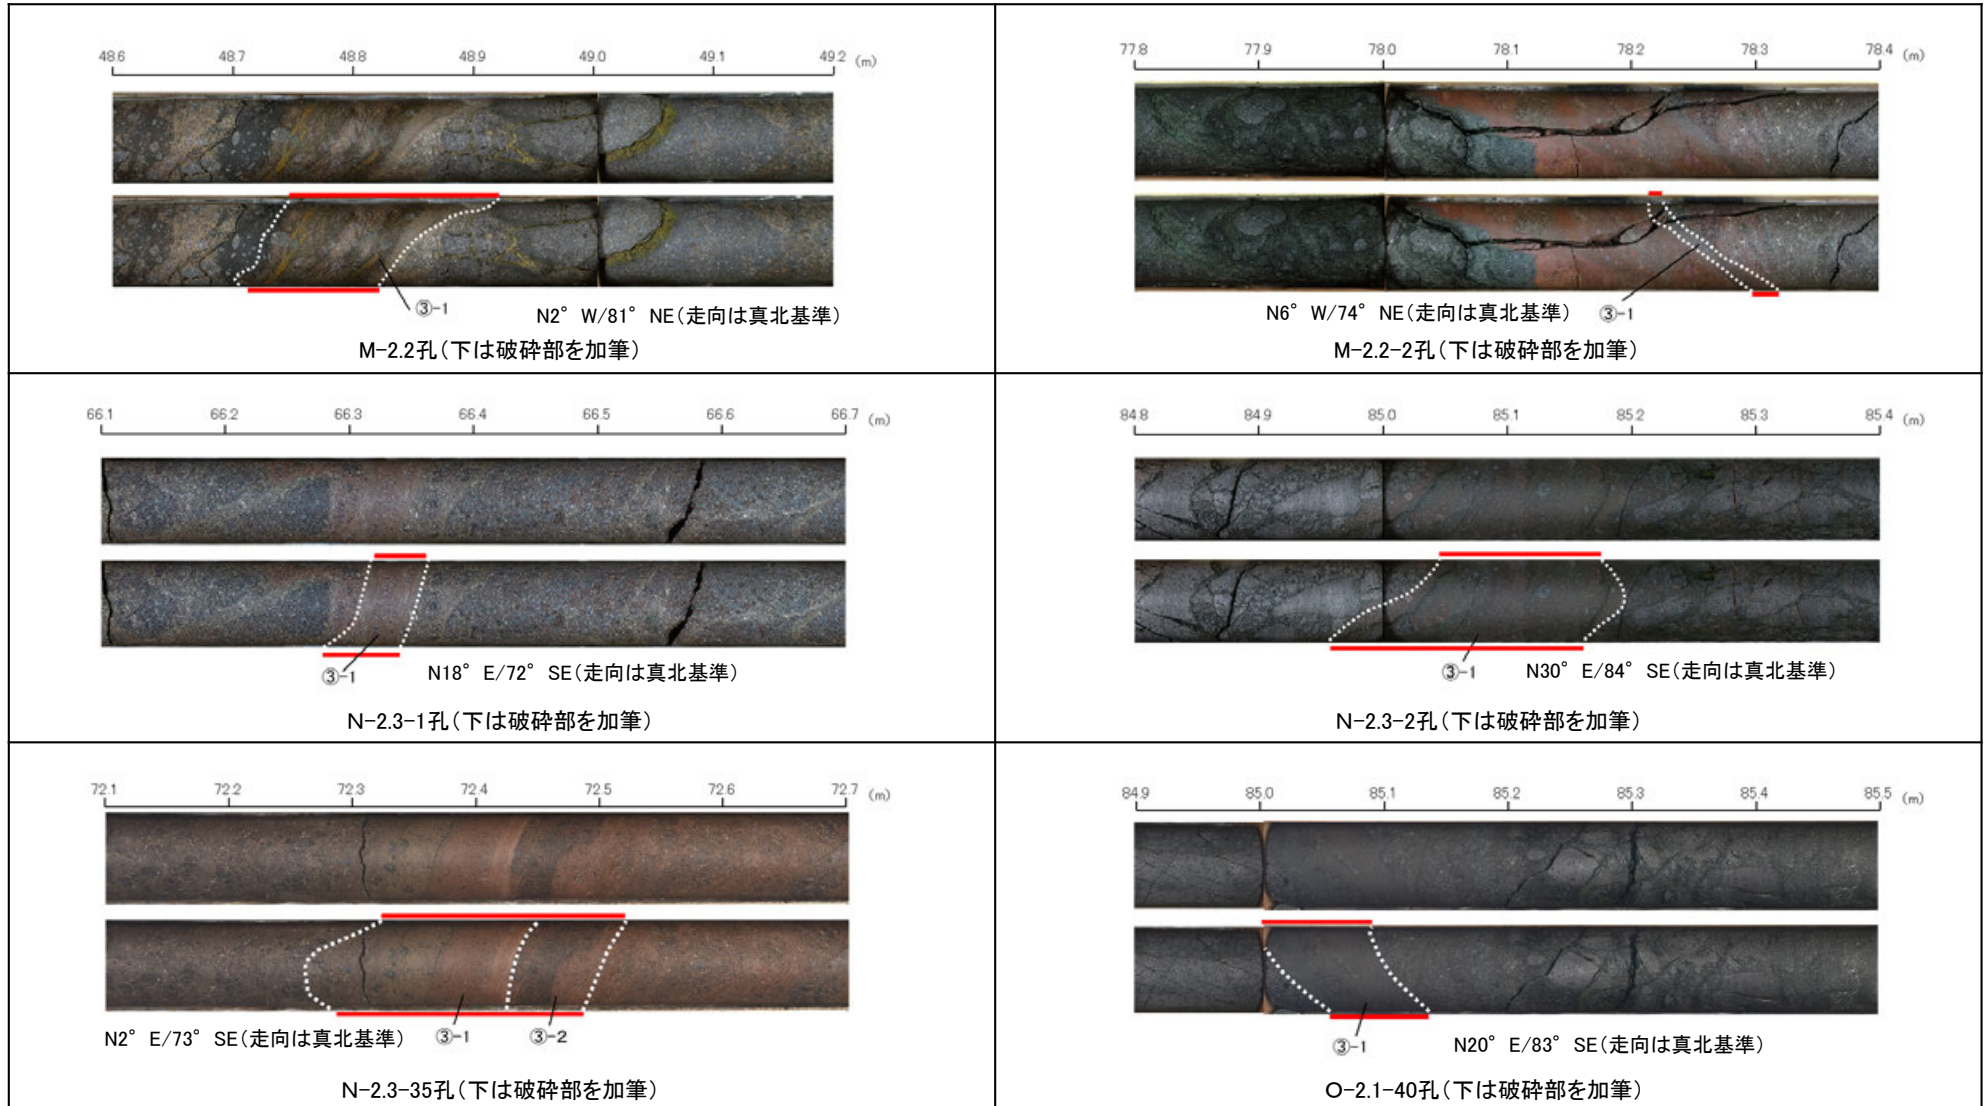 48.6 48.7 48.8 48.9 49.0 49.1 49.2 (m)
③-1
N2° W/81° NE(走向は真北基準)
M-2.2孔(下は破砕部を加筆)
77.8 77.9 78.0 78.1 78.2 78.3 78.4 (m)
N6° W/74° NE(走向は真北基準) ③-1
M-2.2-2孔(下は破砕部を加筆)
66.1 66.2 66.3 66.4 66.5 66.6 66.7 (m)
③-1 N18° E/72° SE(走向は真北基準)
N-2.3-1孔(下は破砕部を加筆)
84.8 84.9 85.0 85.1 85.2 85.3 85.4 (m)
③-1 N30° E/84° SE(走向は真北基準)
N-2.3-2孔(下は破砕部を加筆)
72.1 72.2 72.3 72.4 72.5 72.6 72.7 (m)
N2° E/73° SE(走向は真北基準) ③-1 ③-2
N-2.3-35孔(下は破砕部を加筆)
84.9 85.0 85.1 85.2 85.3 85.4 85.5 (m)
③-1 N20° E/83° SE(走向は真北基準)
O-2.1-40孔(下は破砕部を加筆)